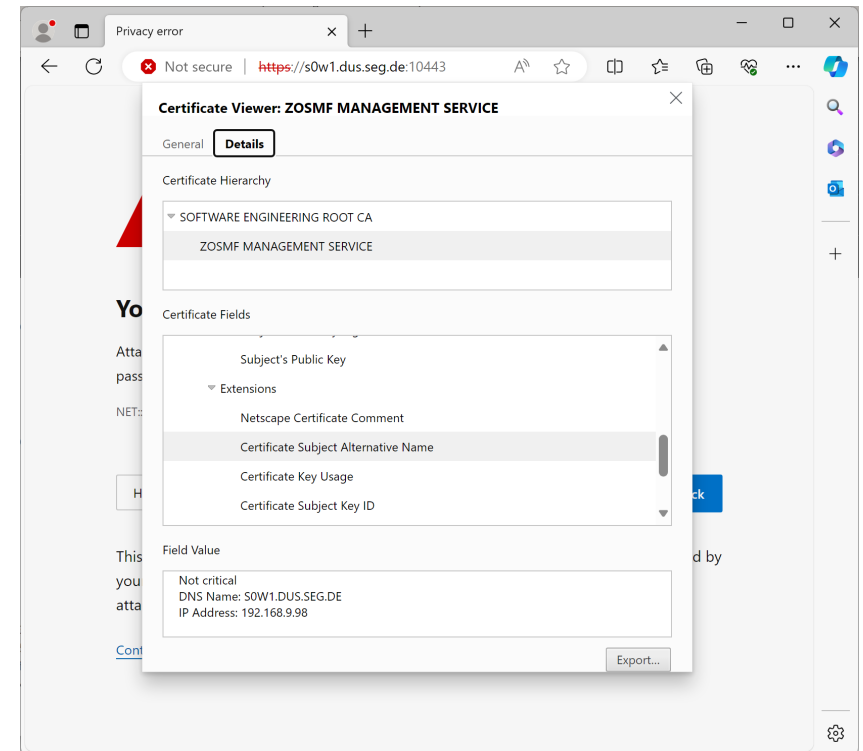 Privacy error
Not secure | https://s0w1.dus.seg.de:10443
Certificate Viewer: ZOSMF MANAGEMENT SERVICE
General Details
Certificate Hierarchy
SOFTWARE ENGINEERING ROOT CA
ZOSMF MANAGEMENT SERVICE
Yo
Certificate Fields
Atta
Subject's Public Key
pass
Extensions
NET::
Netscape Certificate Comment
Certificate Subject Alternative Name
Certificate Key Usage
H
ck
Certificate Subject Key ID
Field Value
This
d by
you
Not critical
DNS Name: S0W1.DUS.SEG.DE
atta
IP Address: 192.168.9.98
Cont
Export...